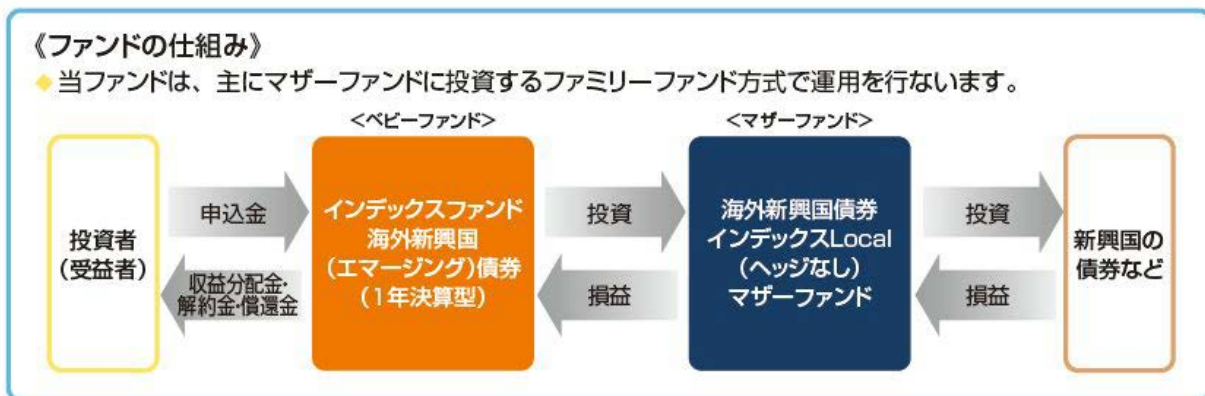 《ファンドの仕組み》
◆当ファンドは、主にマザーファンドに投資するファミリーファンド方式で運用を行ないます。
<ベビーファンド>
<マザーファンド>
投資者
(受益者)
申込金
収益分配金・
解約金・償還金
インデックスファンド
海外新興国
(エマージング)債券
(1年決算型)
投資
損益
海外新興国債券
インデックスLocal
(ヘッジなし)
マザーファンド
投資
損益
新興国の
債券など